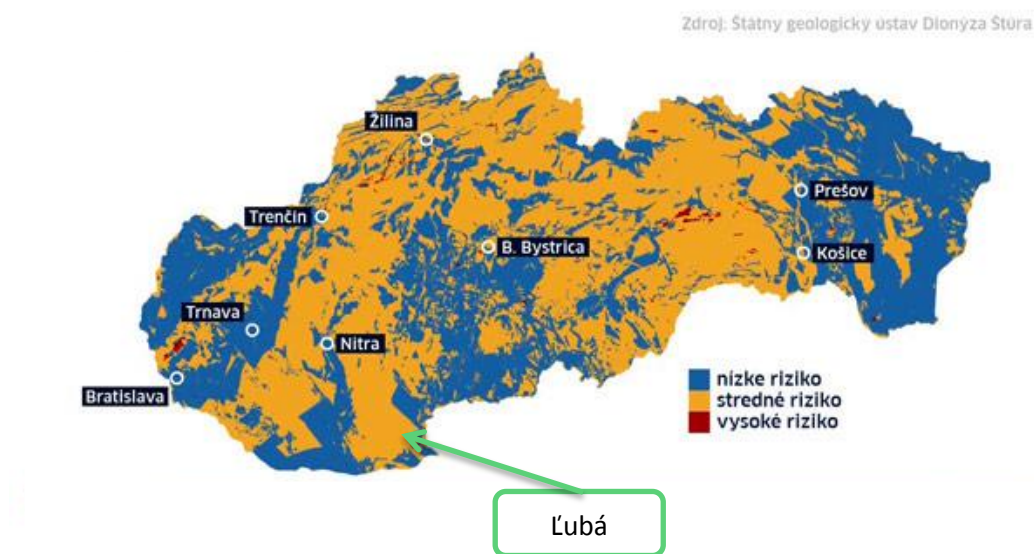 Zdroj: Štátny geologický ústav Dionýza Štúra
Žilina
Prešov
Trenčín
B. Bystrica
Košice
Trnava
Nitra
Bratislava
nízke riziko
stredné riziko
vysoké riziko
Ľubá